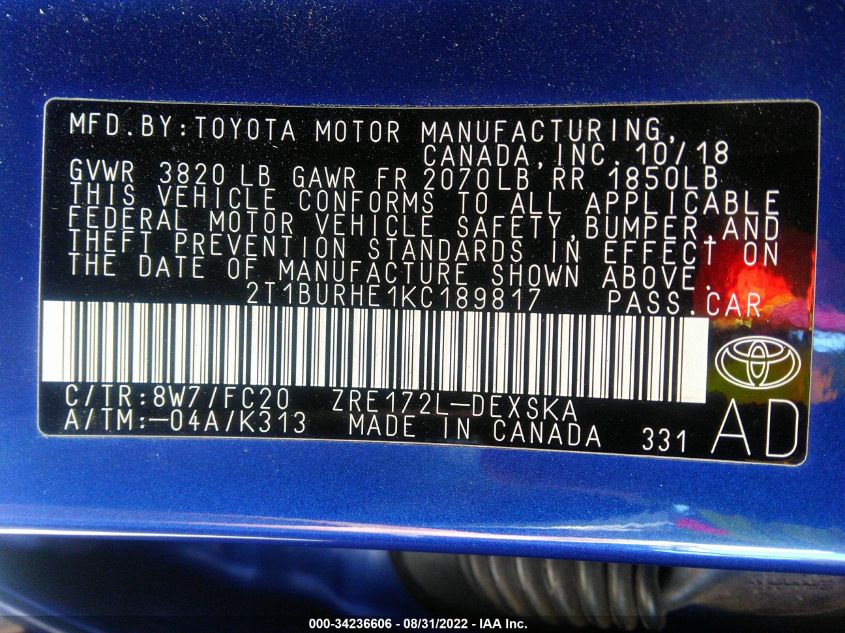 MFD.BY:TOYOTA MOTOR MANUFACTURING,
CANADA,INC. 10/18
GVWR 3820 LB GAWR FR 2070LB RR 1850LB
THIS VEHICLE CONFORMS TO ALL APPLICABLE
FEDERAL MOTOR VEHICLE SAFETY,BUMPER,AND
THEFT PREVENTION STANDARDS IN EFFECT ON
THE DATE OF MANUFACTURE SHOWN ABOVE.
2T1BURHE1KC189817 PASS.CAR
C/TR:8W7/FC20 ZRE172L-DEXSKA
A/TM:-04A/K313 MADE IN CANADA 331 AD
000-34236606 - 08/31/2022 - IAA Inc.